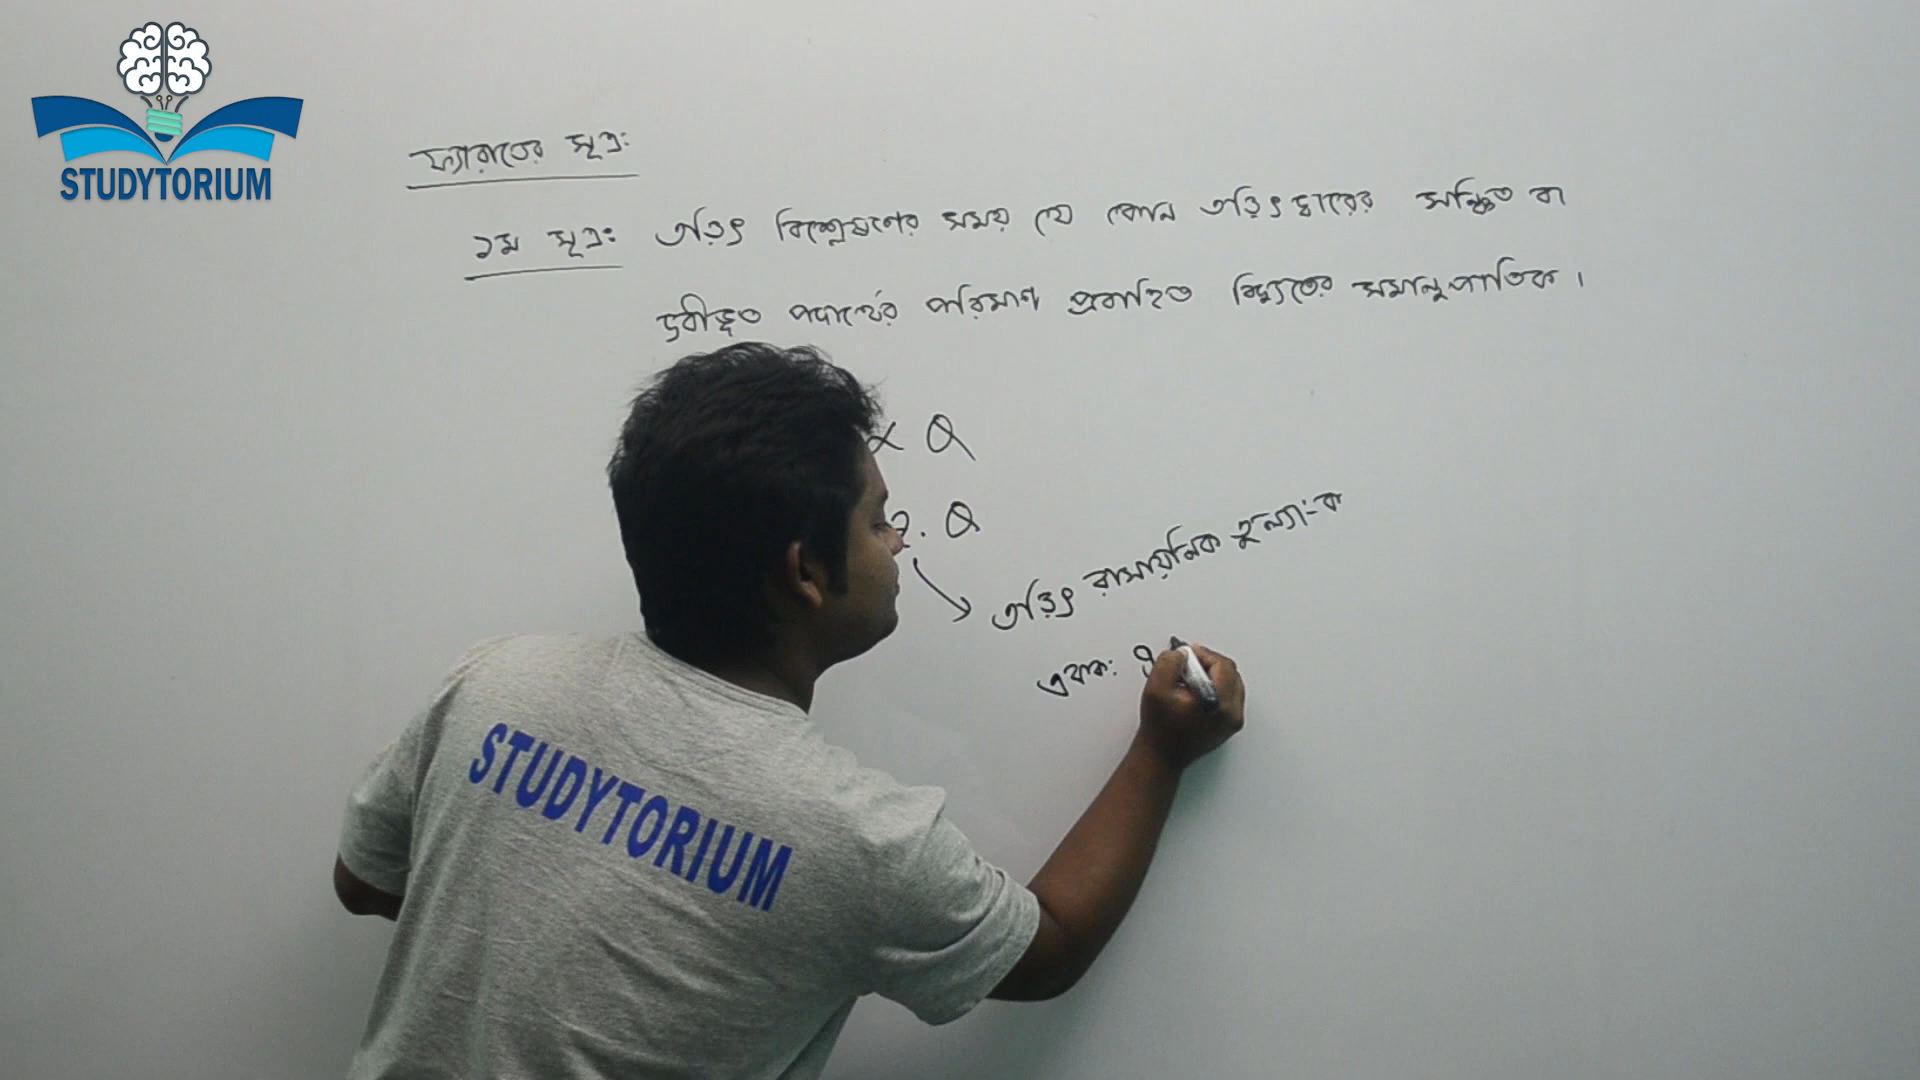 STUDYTORIUM
ফ্যারাডের সূত্র:
১ম সূত্র: তড়িৎ বিশ্লেষণের সময় যে কোন তড়িৎদ্বারের সঞ্চিত বা
দ্রবীভূত পদার্থের পরিমাণ প্রবাহিত বিদ্যুতের সমানুপাতিক।
∝ Q
. Q
তড়িৎ রাসায়নিক তুল্যাংক
একক: g
STUDYTORIUM